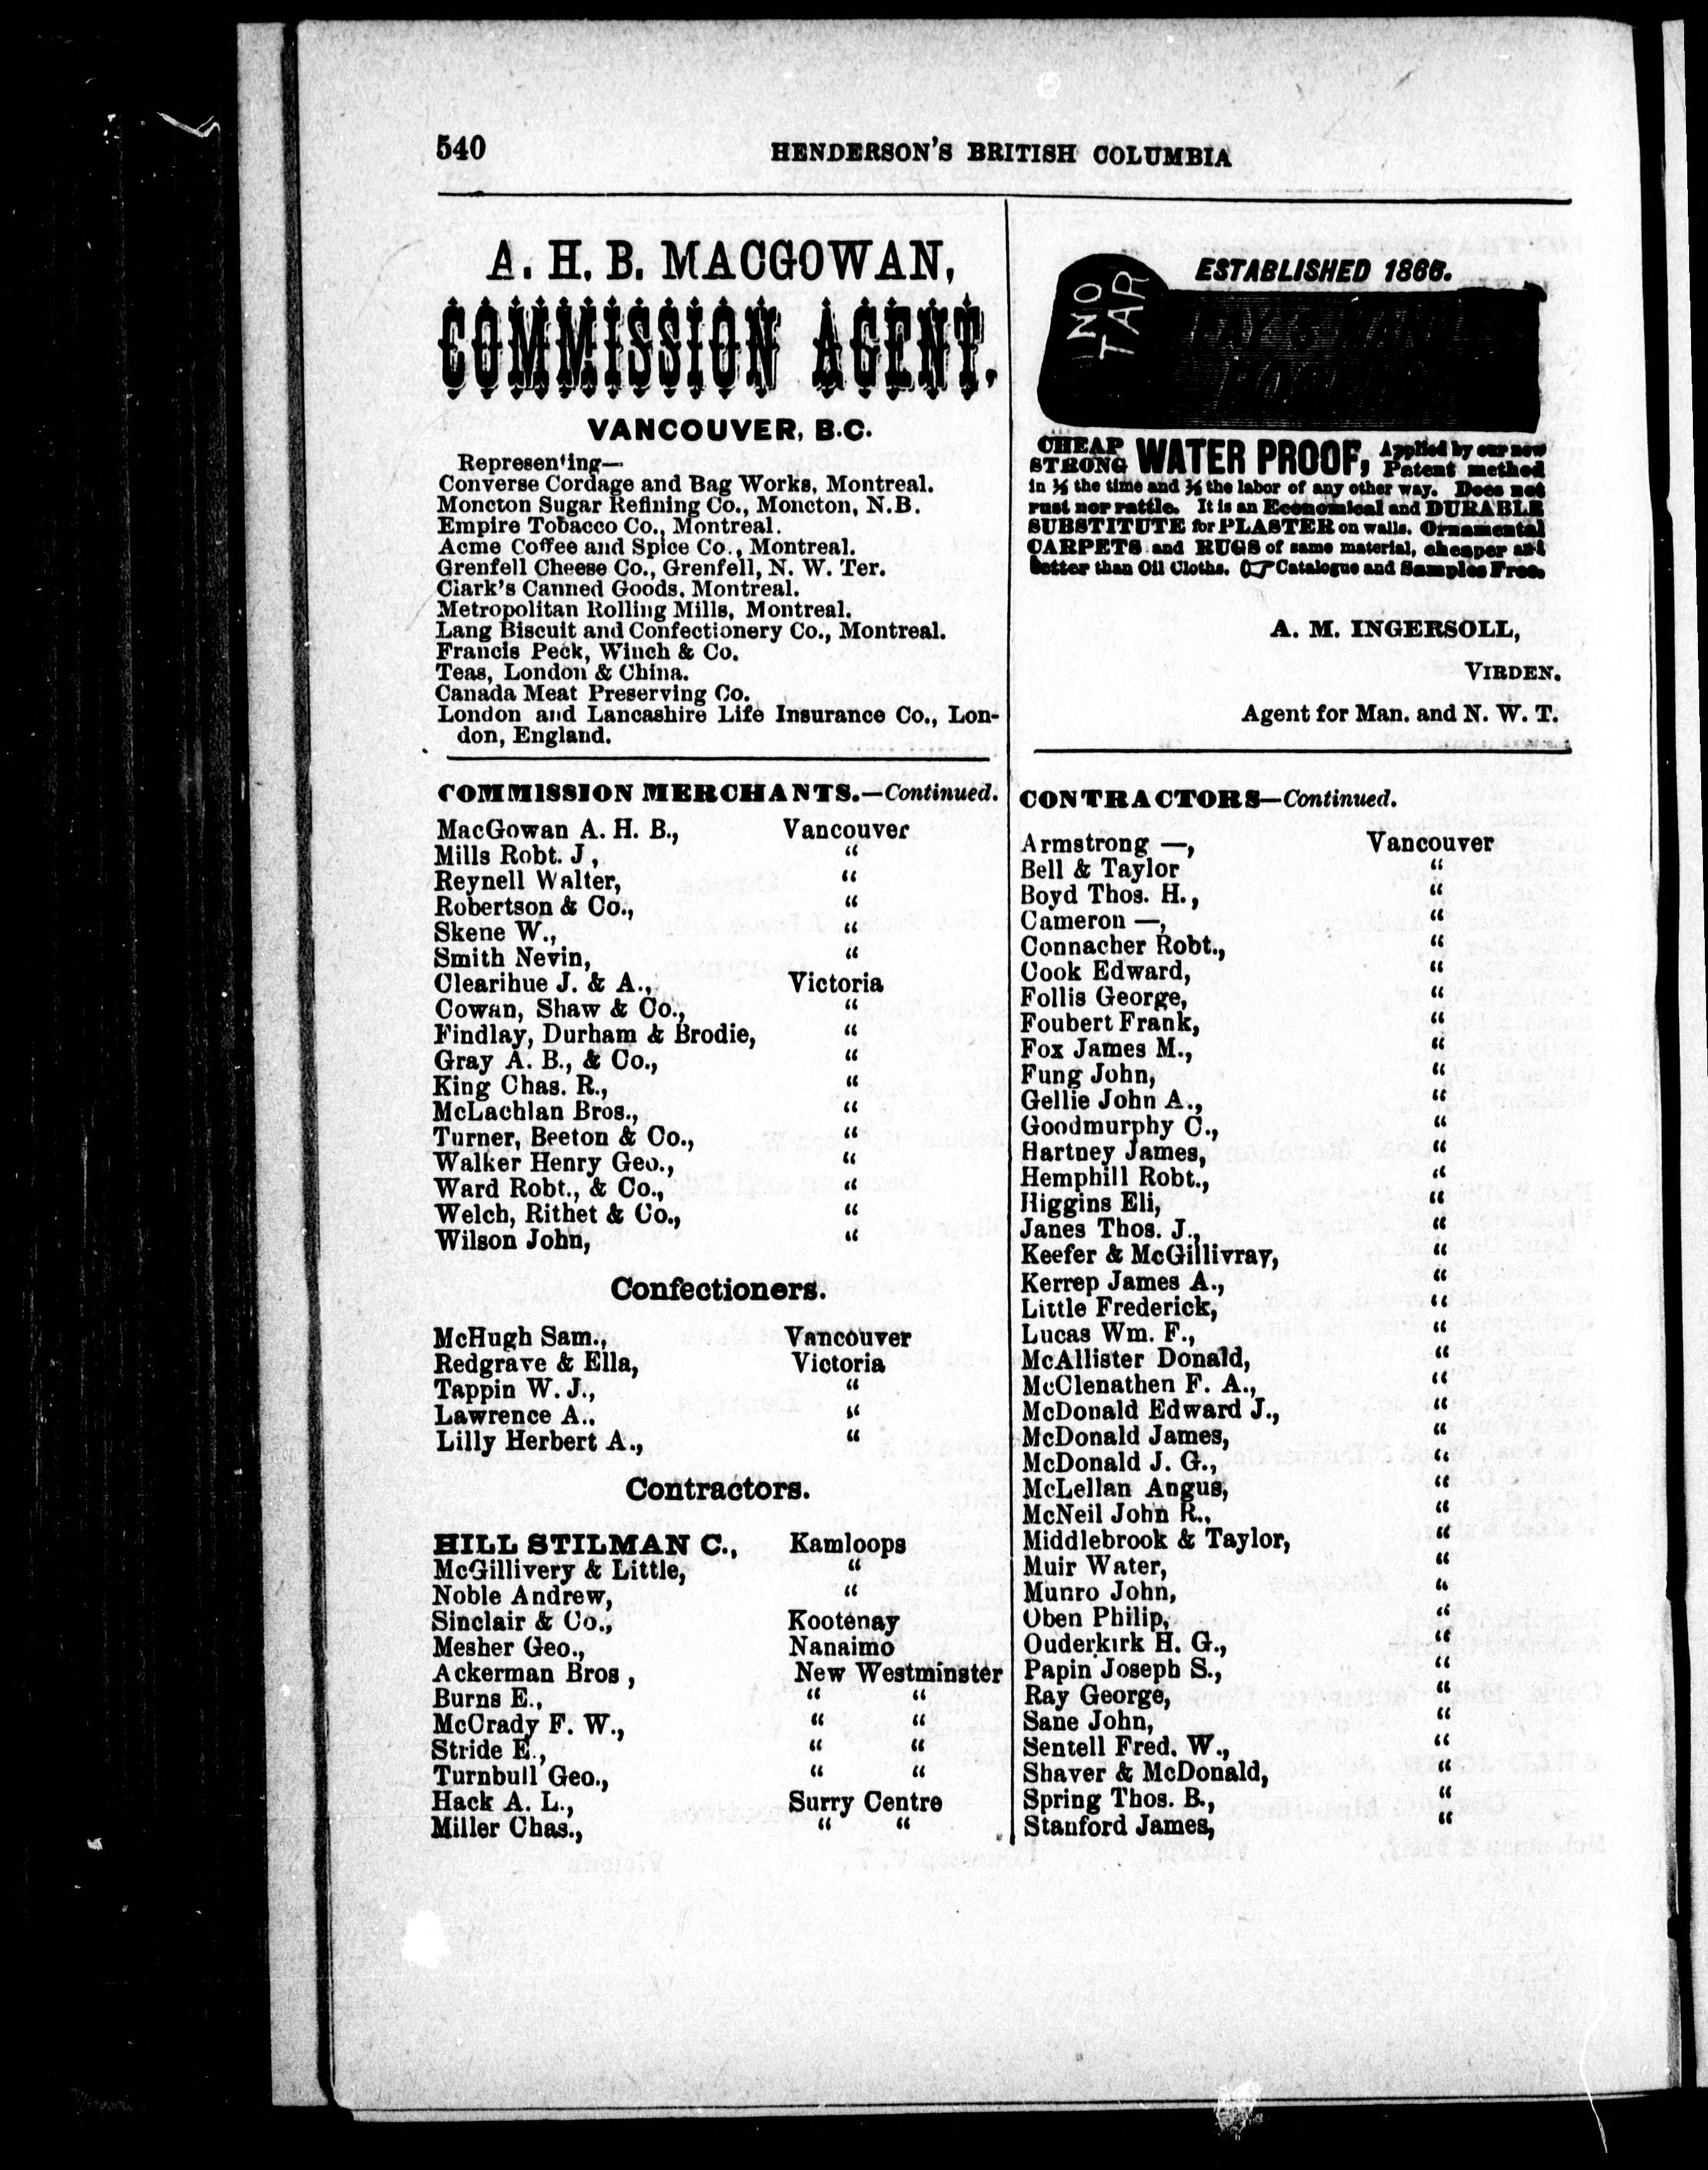 540
HENDERSON'S BRITISH COLUMBIA
A. H. B. MACGOWAN,
COMMISSION AGENT.
VANCOUVER, B.C.
Representing—
Converse Cordage and Bag Works, Montreal.
Moncton Sugar Refining Co., Moncton, N.B.
Empire Tobacco Co., Montreal.
Acme Coffee and Spice Co., Montreal.
Grenfell Cheese Co., Grenfell, N. W. Ter.
Clark's Canned Goods. Montreal.
Metropolitan Rolling Mills, Montreal.
Lang Biscuit and Confectionery Co., Montreal.
Francis Peck, Winch & Co.
Teas, London & China.
Canada Meat Preserving Co.
London and Lancashire Life Insurance Co., Lon-
don, England.
COMMISSION MERCHANTS.—Continued.
MacGowan A. H. B., Vancouver
Mills Robt. J, "
Reynell Walter, "
Robertson & Co., "
Skene W., "
Smith Nevin, "
Clearihue J. & A., Victoria
Cowan, Shaw & Co., "
Findlay, Durham & Brodie, "
Gray A. B., & Co., "
King Chas. R., "
McLachlan Bros., "
Turner, Beeton & Co., "
Walker Henry Geo., "
Ward Robt., & Co., "
Welch, Rithet & Co., "
Wilson John, "
Confectioners.
McHugh Sam., Vancouver
Redgrave & Ella, Victoria
Tappin W. J., "
Lawrence A.. "
Lilly Herbert A., "
Contractors.
HILL STILMAN C., Kamloops
McGillivery & Little, "
Noble Andrew, "
Sinclair & Co., Kootenay
Mesher Geo., Nanaimo
Ackerman Bros, New Westminster
Burns E., " "
McCrady F. W., " "
Stride E., " "
Turnbull Geo., " "
Hack A. L., Surry Centre
Miller Chas., " "
ESTABLISHED 1866.
NO
TAR
FAY'S MANILLA
ROOFING
CHEAP STRONG WATER PROOF, Applied by our new Patent method
in ½ the time and ¼ the labor of any other way. Does not
rust nor rattle. It is an Economical and DURABLE
SUBSTITUTE for PLASTER on walls. Ornamental
CARPETS and RUGS of same material, cheaper and
better than Oil Cloths. ☞ Catalogue and Samples Free.
A. M. INGERSOLL,
VIRDEN.
Agent for Man. and N. W. T.
CONTRACTORS—Continued.
Armstrong —, Vancouver
Bell & Taylor "
Boyd Thos. H., "
Cameron —, "
Connacher Robt., "
Cook Edward, "
Follis George, "
Foubert Frank, "
Fox James M., "
Fung John, "
Gellie John A., "
Goodmurphy C., "
Hartney James, "
Hemphill Robt., "
Higgins Eli, "
Janes Thos. J., "
Keefer & McGillivray, "
Kerrep James A., "
Little Frederick, "
Lucas Wm. F., "
McAllister Donald, "
McClenathen F. A., "
McDonald Edward J., "
McDonald James, "
McDonald J. G., "
McLellan Angus, "
McNeil John R., "
Middlebrook & Taylor, "
Muir Water, "
Munro John, "
Oben Philip, "
Ouderkirk H. G., "
Papin Joseph S., "
Ray George, "
Sane John, "
Sentell Fred. W., "
Shaver & McDonald, "
Spring Thos. B., "
Stanford James, "